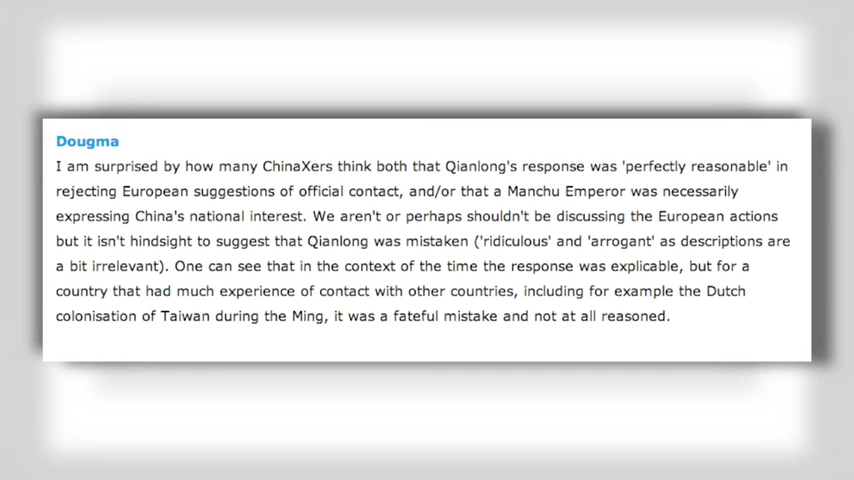 Dougma
I am surprised by how many ChinaXers think both that Qianlong's response was 'perfectly reasonable' in
rejecting European suggestions of official contact, and/or that a Manchu Emperor was necessarily
expressing China's national interest. We aren't or perhaps shouldn't be discussing the European actions
but it isn't hindsight to suggest that Qianlong was mistaken ('ridiculous' and 'arrogant' as descriptions are
a bit irrelevant). One can see that in the context of the time the response was explicable, but for a
country that had much experience of contact with other countries, including for example the Dutch
colonisation of Taiwan during the Ming, it was a fateful mistake and not at all reasoned.